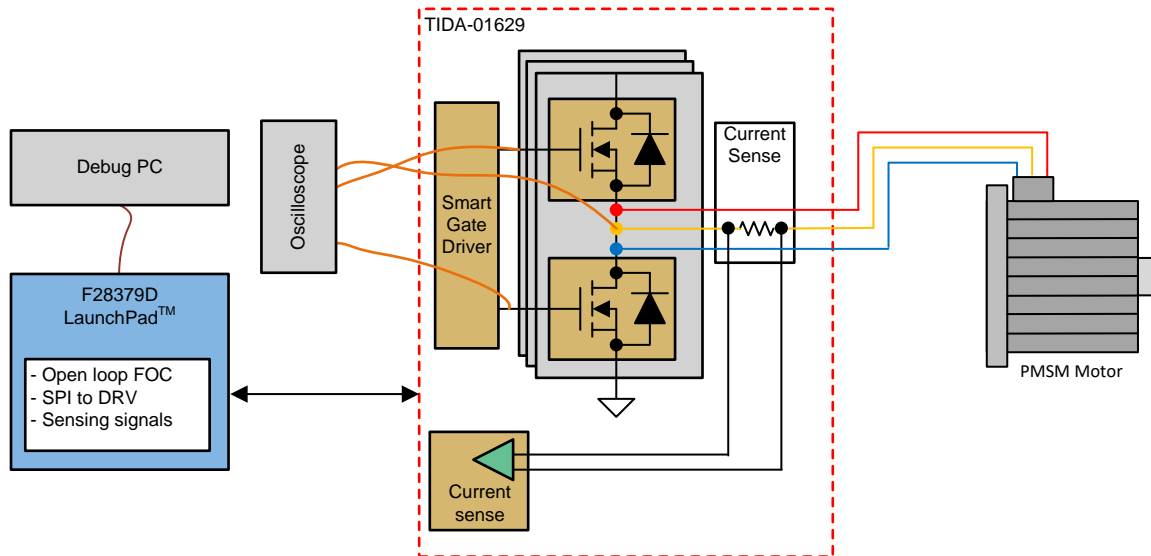 TIDA-01629
Debug PC
Oscilloscope
Smart
Gate
Driver
Current
Sense
F28379D
LaunchPad™
- Open loop FOC
- SPI to DRV
- Sensing signals
Current
sense
PMSM Motor